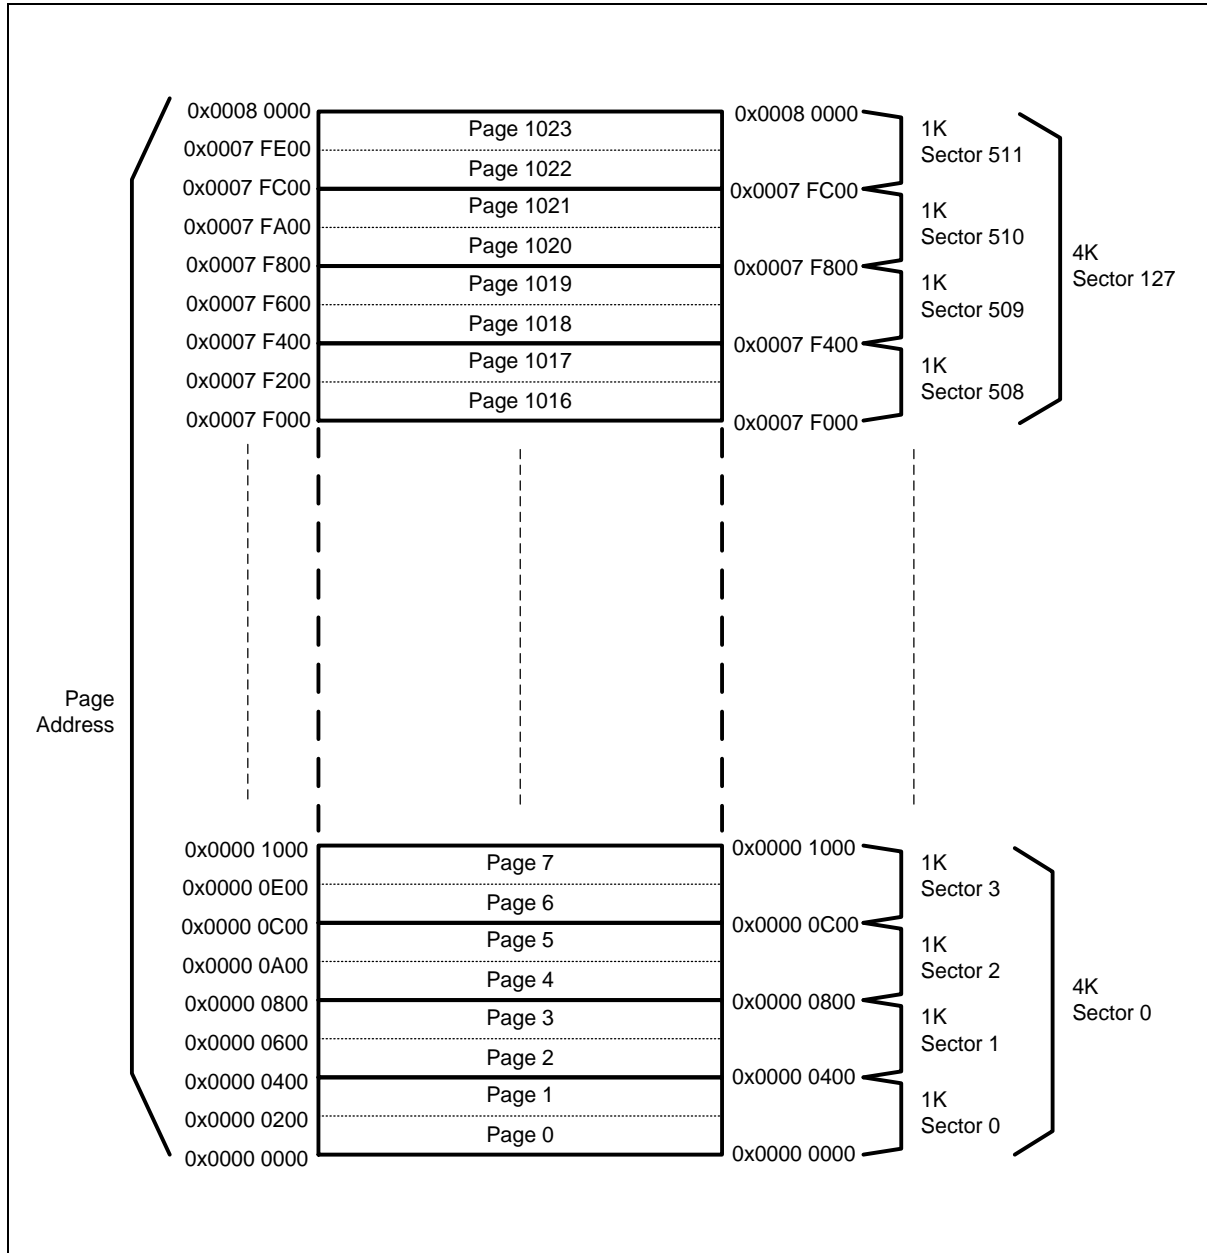 0x0008 0000
Page 1023
0x0008 0000
1K
Sector 511
0x0007 FE00
Page 1022
0x0007 FC00
0x0007 FC00
Page 1021
1K
Sector 510
0x0007 FA00
Page 1020
0x0007 F800
0x0007 F800
4K
Sector 127
Page 1019
1K
Sector 509
0x0007 F600
Page 1018
0x0007 F400
0x0007 F400
Page 1017
1K
Sector 508
0x0007 F200
Page 1016
0x0007 F000
0x0007 F000
Page
Address
0x0000 1000
0x0000 1000
Page 7
1K
Sector 3
0x0000 0E00
Page 6
0x0000 0C00
0x0000 0C00
Page 5
1K
Sector 2
0x0000 0A00
Page 4
4K
Sector 0
0x0000 0800
0x0000 0800
Page 3
1K
Sector 1
0x0000 0600
Page 2
0x0000 0400
0x0000 0400
Page 1
1K
Sector 0
0x0000 0200
Page 0
0x0000 0000
0x0000 0000